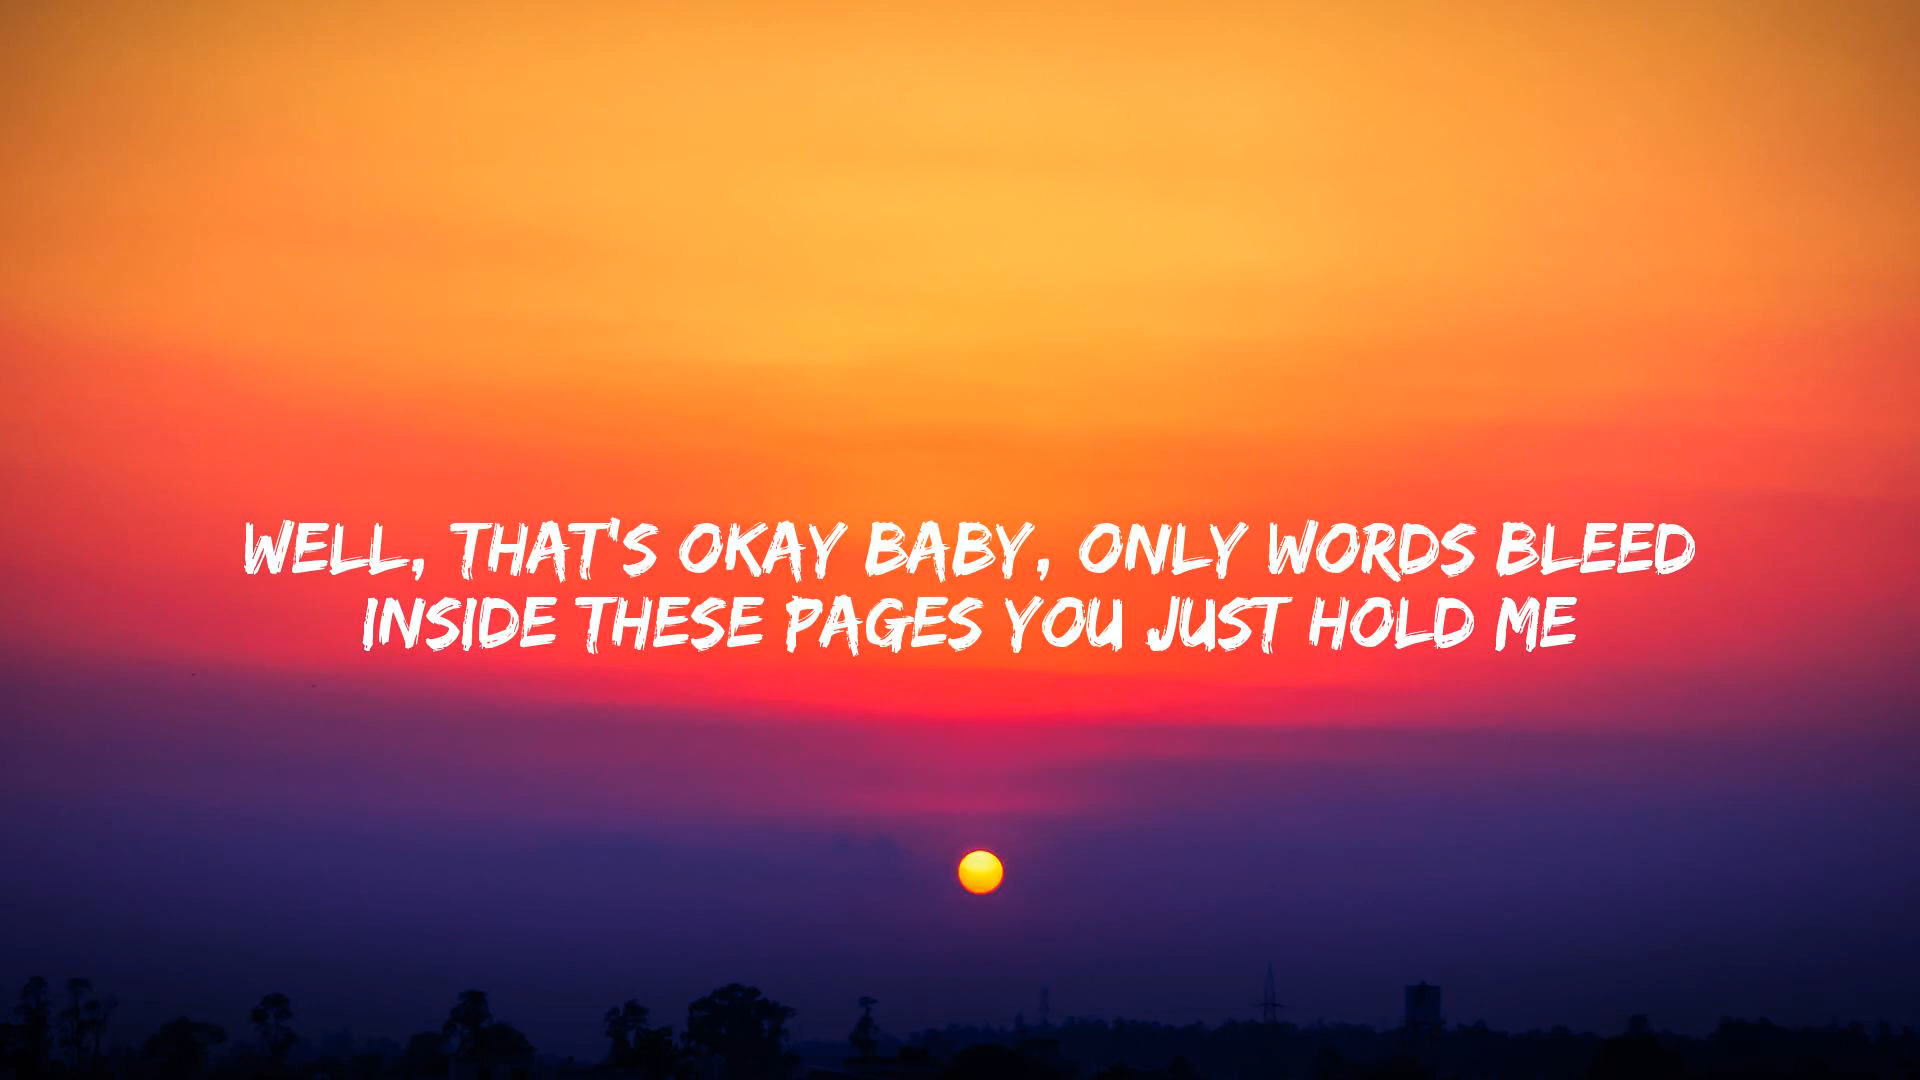 WELL, THAT'S OKAY BABY, ONLY WORDS BLEED
INSIDE THESE PAGES YOU JUST HOLD ME